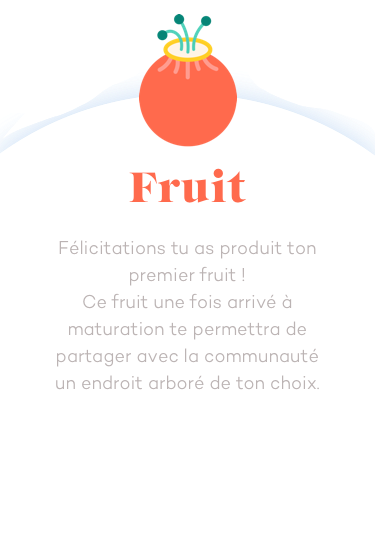 Fruit
Félicitations tu as produit ton
premier fruit !
Ce fruit une fois arrivé à
maturation te permettra de
partager avec la communauté
un endroit arboré de ton choix.